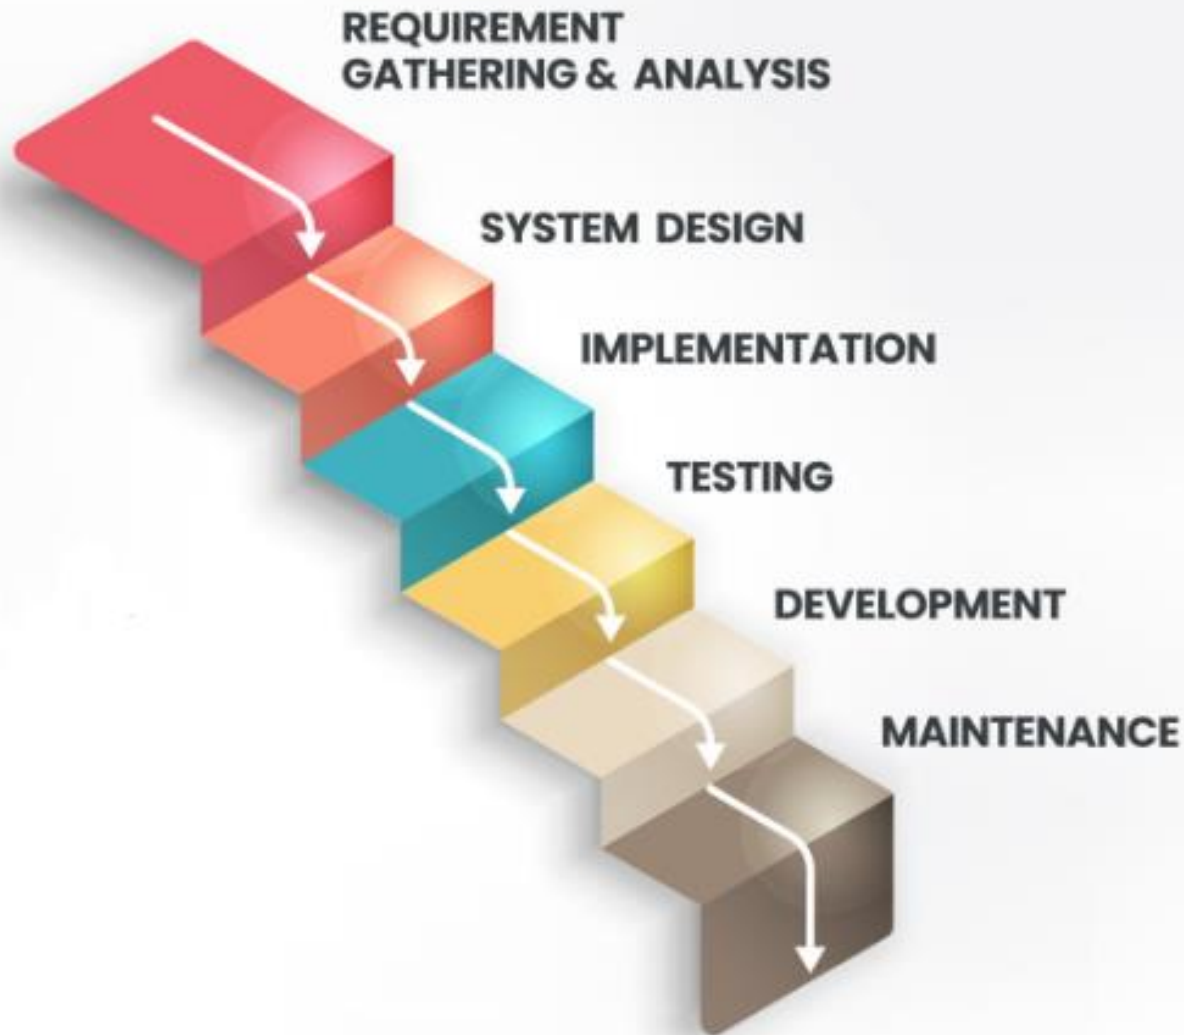 REQUIREMENT
GATHERING & ANALYSIS
SYSTEM DESIGN
IMPLEMENTATION
TESTING
DEVELOPMENT
MAINTENANCE